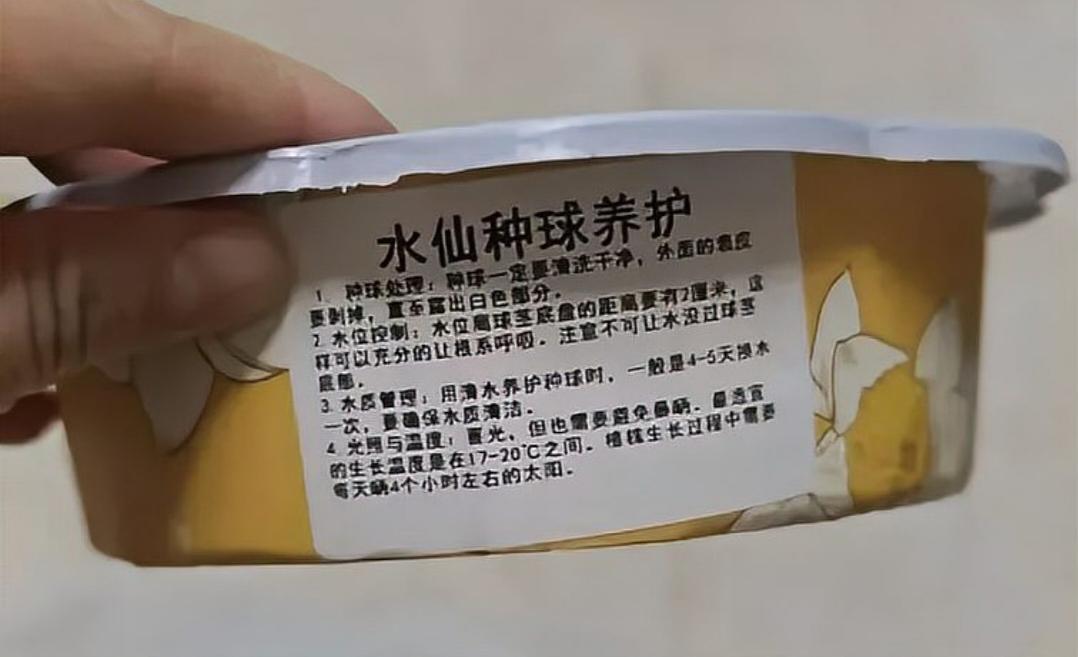 水仙种球养护
1. 种球处理：种球一定要清洗干净，外面的表皮
要剥掉，直至露出白色部分。
2.水位控制：水位离球茎底盘的距离要有2厘米，这
样可以充分的让根系呼吸。注意不可让水没过球茎
底部。
3.水质管理：用清水养护种球时，一般是4-5天换水
一次，要确保水质清洁。
4.光照与温度：喜光，但也需要避免暴晒。最适宜
的生长温度是在17-20℃之间。植株生长过程中需要
每天晒4个小时左右的太阳。